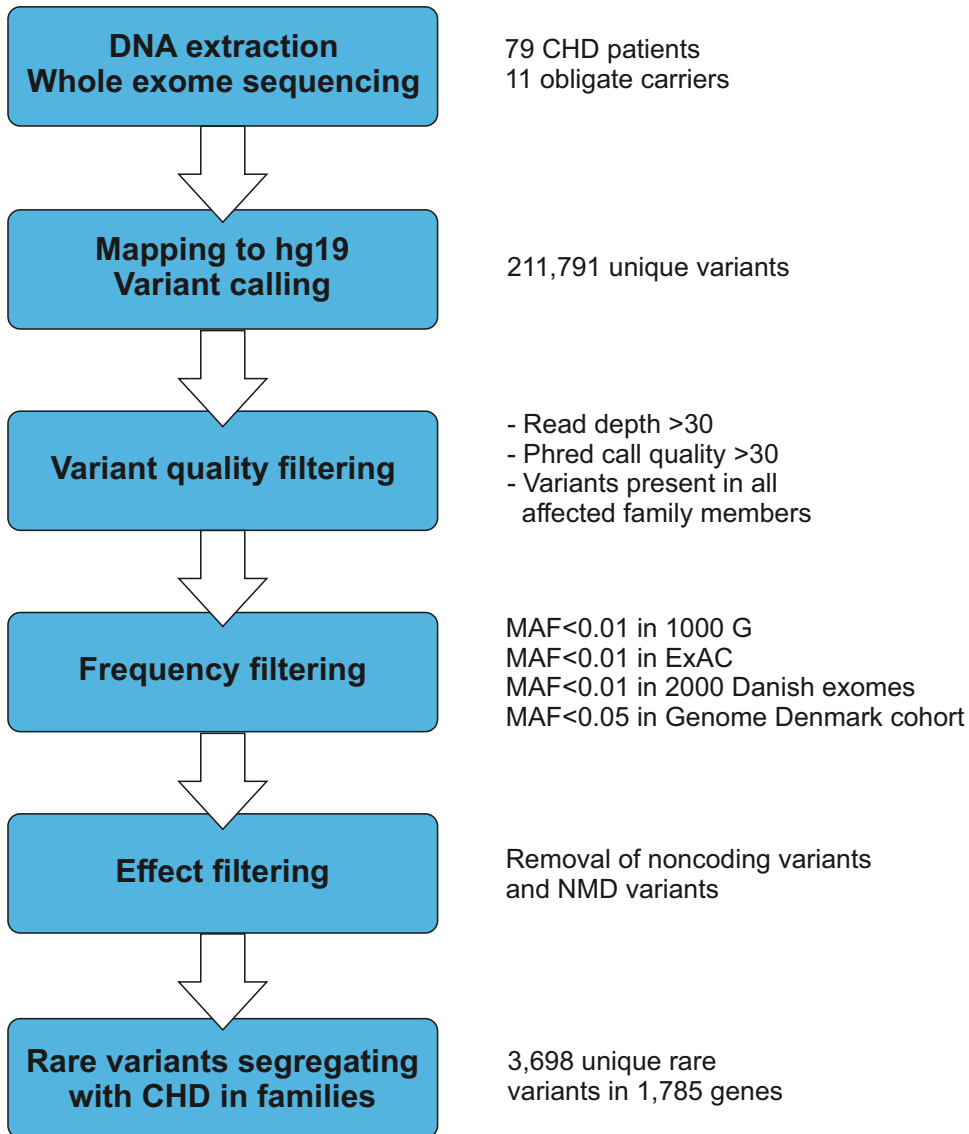 DNA extraction
Whole exome sequencing
79 CHD patients
11 obligate carriers
Mapping to hg19
Variant calling
211,791 unique variants
Variant quality filtering
- Read depth >30
- Phred call quality >30
- Variants present in all
affected family members
Frequency filtering
MAF<0.01 in 1000 G
MAF<0.01 in ExAC
MAF<0.01 in 2000 Danish exomes
MAF<0.05 in Genome Denmark cohort
Effect filtering
Removal of noncoding variants
and NMD variants
Rare variants segregating
with CHD in families
3,698 unique rare
variants in 1,785 genes